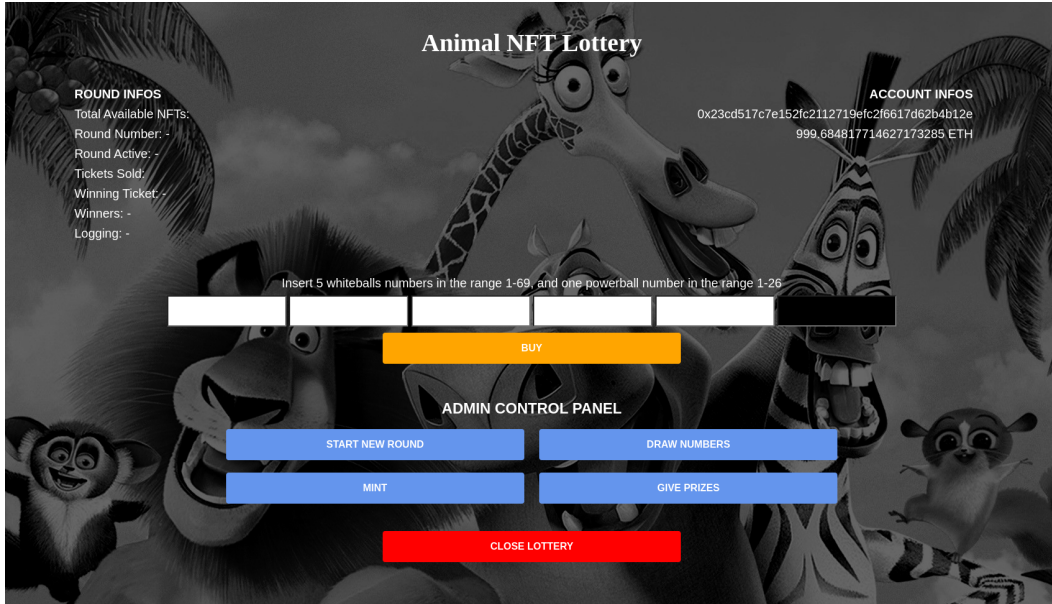 Animal NFT Lottery
ROUND INFOS
Total Available NFTs:
Round Number: -
Round Active: -
Tickets Sold:
Winning Ticket: -
Winners: -
Logging: -
ACCOUNT INFOS
0x23cd517c7e152fc2112719efc2f6617d62b4b12e
999.684817714627173285 ETH
Insert 5 whiteballs numbers in the range 1-69, and one powerball number in the range 1-26
BUY
ADMIN CONTROL PANEL
START NEW ROUND
DRAW NUMBERS
MINT
GIVE PRIZES
CLOSE LOTTERY